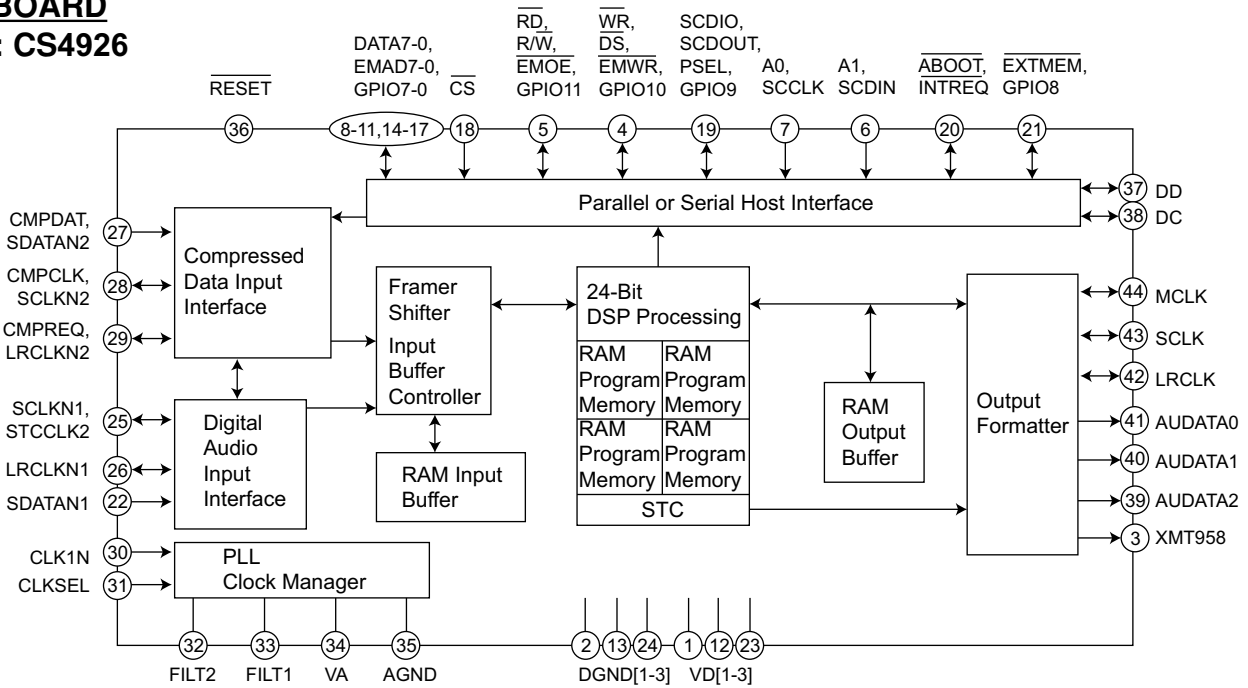 BOARD
: CS4926
RESET
DATA7-0,
EMAD7-0,
GPIO7-0
CS
RD,
R/W,
EMOE,
GPIO11
WR,
DS,
EMWR,
GPIO10
SCDIO,
SCDOUT,
PSEL,
GPIO9
A0,
SCCLK
A1,
SCDIN
ABOOT,
INTREQ
EXTMEM,
GPIO8
36
8-11,14-17
18
5
4
19
7
6
20
21
Parallel or Serial Host Interface
37 DD
38 DC
CMPDAT,
SDATAN2
27
CMPCLK,
SCLKN2
28
CMPREQ,
LRCLKN2
29
Compressed
Data Input
Interface
Framer
Shifter
Input
Buffer
Controller
24-Bit
DSP Processing
RAM
Program
Memory
RAM
Program
Memory
RAM
Program
Memory
RAM
Program
Memory
STC
RAM
Output
Buffer
Output
Formatter
44 MCLK
43 SCLK
42 LRCLK
41 AUDATA0
40 AUDATA1
39 AUDATA2
3 XMT958
SCLKN1,
STCCLK2
25
LRCLKN1 26
SDATAN1 22
Digital
Audio
Input
Interface
RAM Input
Buffer
CLK1N 30
CLKSEL 31
PLL
Clock Manager
32
33
34
35
2
13
24
1
12
23
FILT2
FILT1
VA
AGND
DGND[1-3]
VD[1-3]